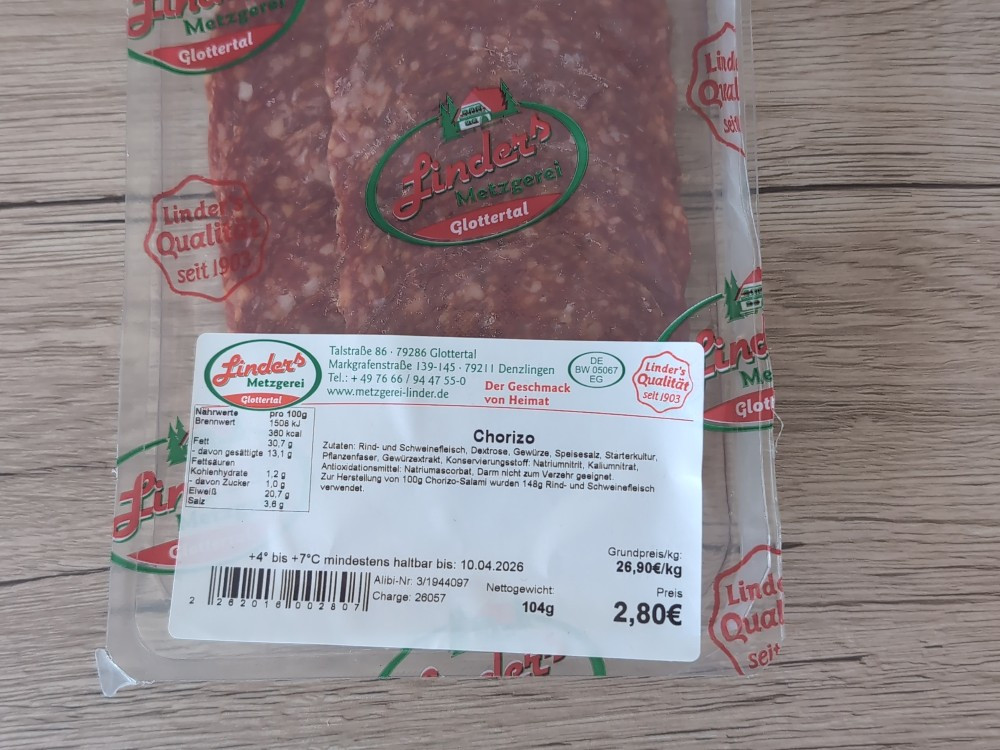 Metzgerei
Glottertal
Linder's
Metzgerei
Glottertal
Linder's
Qualität
seit 1903
Linder's
Metzgerei
Glottertal
Talstraße 86 · 79286 Glottertal
Markgrafenstraße 139-145 · 79211 Denzlingen
Tel.: + 49 76 66 / 94 47 55-0
www.metzgerei-linder.de
Der Geschmack
von Heimat
DE
BW 05067
EG
Linder's
Qualität
seit 1903
Nährwerte pro 100g
Brennwert 1508 kJ
360 kcal
Fett 30,7 g
- davon gesättigte 13,1 g
Fettsäuren
Kohlenhydrate 1,2 g
- davon Zucker 1,0 g
Eiweiß 20,7 g
Salz 3,6 g
Chorizo
Zutaten: Rind- und Schweinefleisch, Dextrose, Gewürze, Speisesalz, Starterkultur,
Pflanzenfaser, Gewürzextrakt, Konservierungsstoff: Natriumnitrit, Kaliumnitrat,
Antioxidationsmittel: Natriumascorbat, Darm nicht zum Verzehr geeignet.
Zur Herstellung von 100g Chorizo-Salami wurden 148g Rind- und Schweinefleisch
verwendet.
+4° bis +7°C mindestens haltbar bis: 10.04.2026
Alibi-Nr: 3/1944097
Charge: 26057
2 262016 002807
Nettogewicht:
104g
Grundpreis/kg:
26,90€/kg
Preis
2,80€